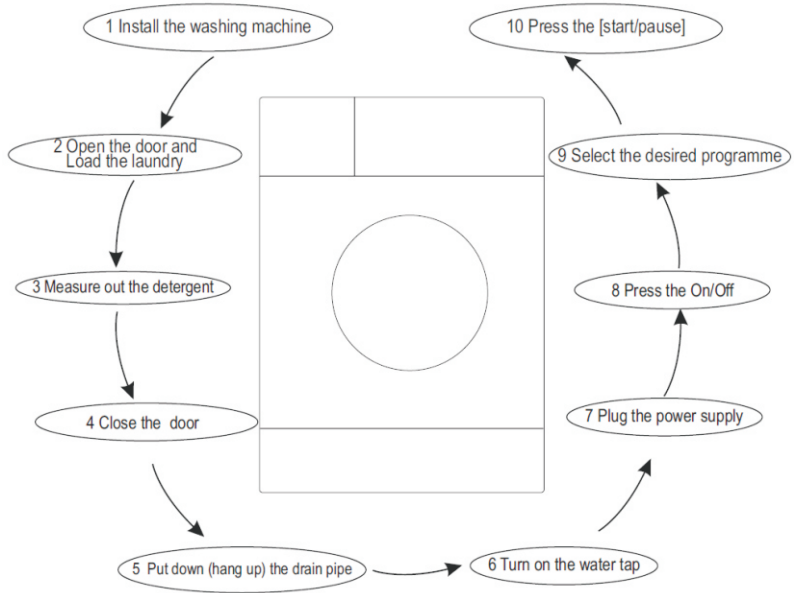 1 Install the washing machine
2 Open the door and
Load the laundry
3 Measure out the detergent
4 Close the door
5 Put down (hang up) the drain pipe
6 Turn on the water tap
7 Plug the power supply
8 Press the On/Off
9 Select the desired programme
10 Press the [start/pause]